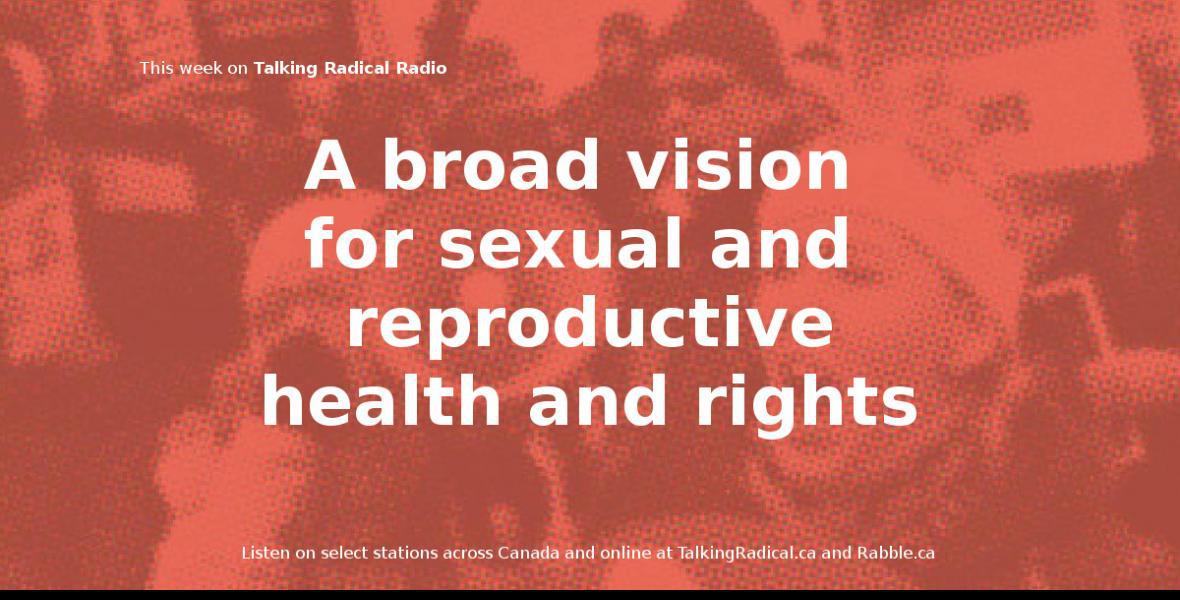 This week on Talking Radical Radio
A broad vision
for sexual and
reproductive
health and rights
Listen on select stations across Canada and online at TalkingRadical.ca and Rabble.ca